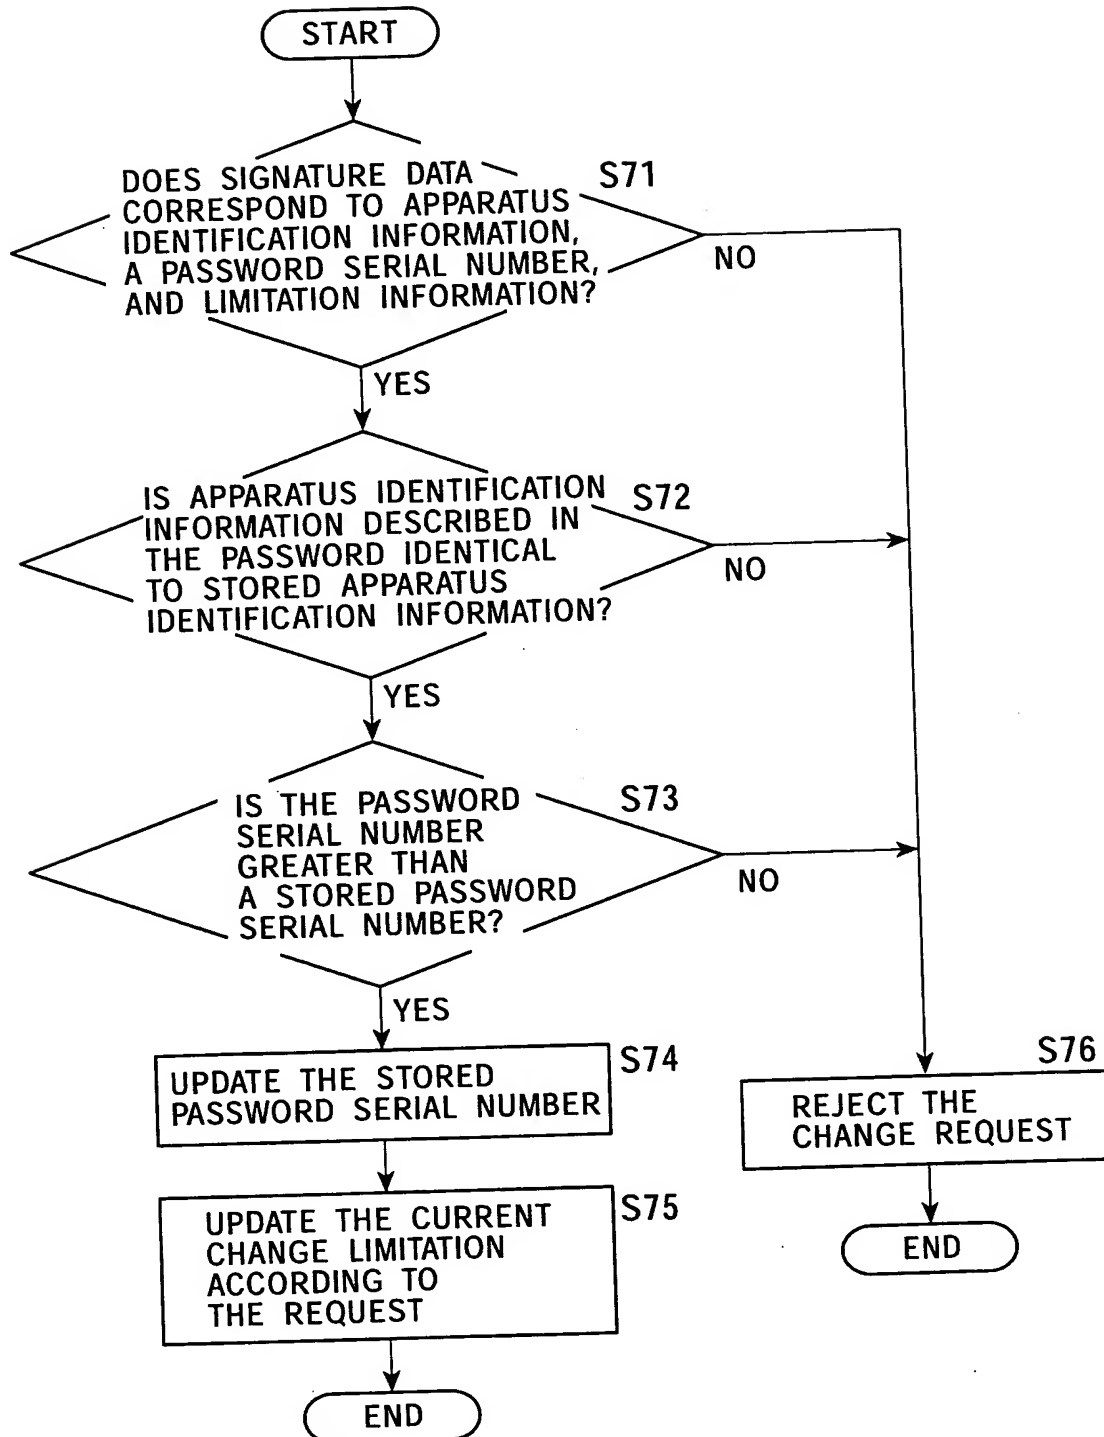 START
DOES SIGNATURE DATA
CORRESPOND TO APPARATUS
IDENTIFICATION INFORMATION,
A PASSWORD SERIAL NUMBER,
AND LIMITATION INFORMATION?
S71
NO
YES
IS APPARATUS IDENTIFICATION
INFORMATION DESCRIBED IN
THE PASSWORD IDENTICAL
TO STORED APPARATUS
IDENTIFICATION INFORMATION?
S72
NO
YES
IS THE PASSWORD
SERIAL NUMBER
GREATER THAN
A STORED PASSWORD
SERIAL NUMBER?
S73
NO
YES
UPDATE THE STORED
PASSWORD SERIAL NUMBER
S74
S76
REJECT THE
CHANGE REQUEST
UPDATE THE CURRENT
CHANGE LIMITATION
ACCORDING TO
THE REQUEST
S75
END
END